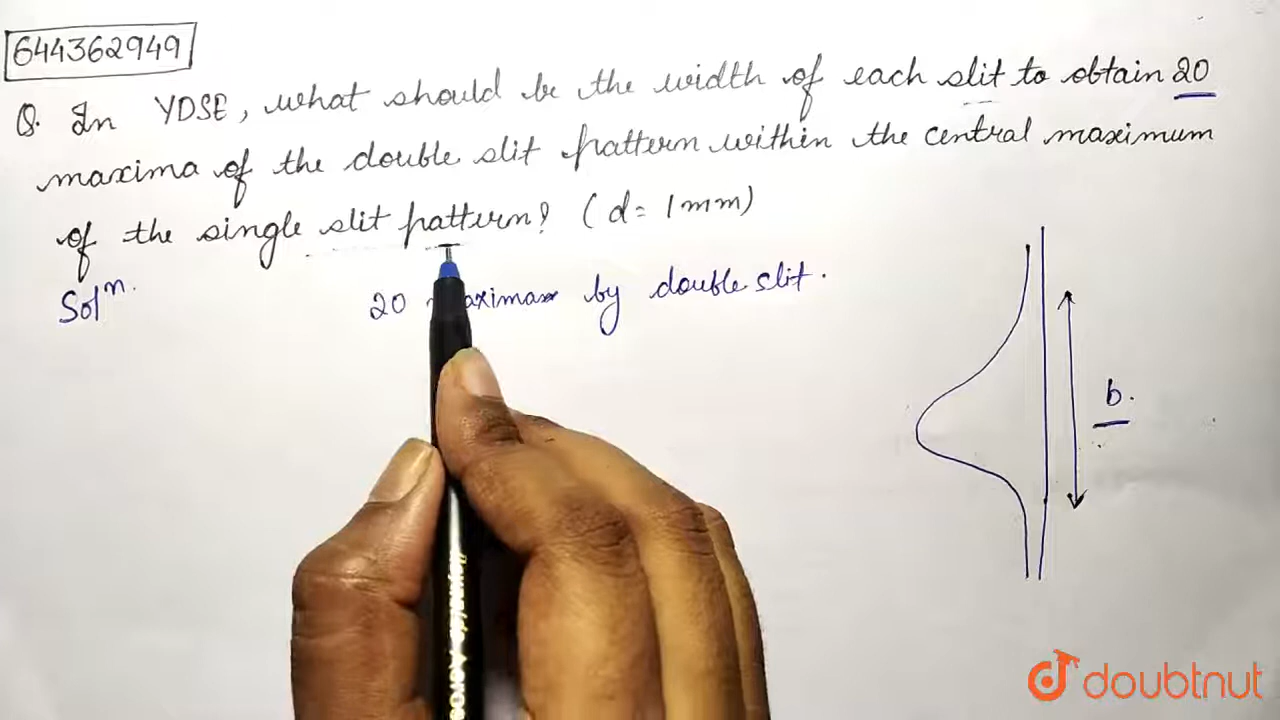 644362949
Q. In YDSE, what should be the width of each slit to obtain 20
maxima of the double slit pattern within the central maximum
of the single slit pattern? (d = 1mm)
Solⁿ.
20 by double slit.
b.
doubtnut